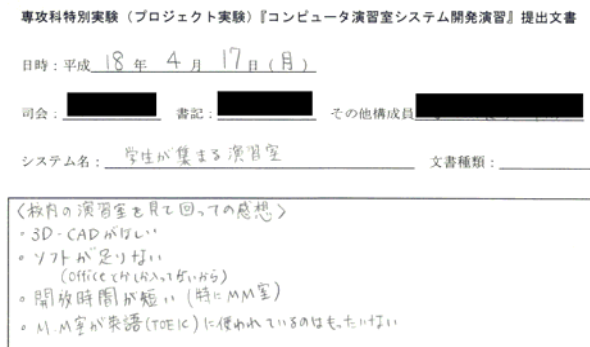 専攻科特別実験（プロジェクト実験）『コンピュータ演習室システム開発演習』提出文書
日時：平成 18 年 4 月 17 日（月）
司会： 書記： その他構成員
システム名： 学生が集まる演習室 文書種類：
〈校内の演習室を見て回っての感想〉
・3D-CADがない
・ソフトが足りない
(Officeとかしか入ってないから)
・開放時間が短い（特にMM室）
・M.M室が英語(TOEIC)に使われているのはもったいない